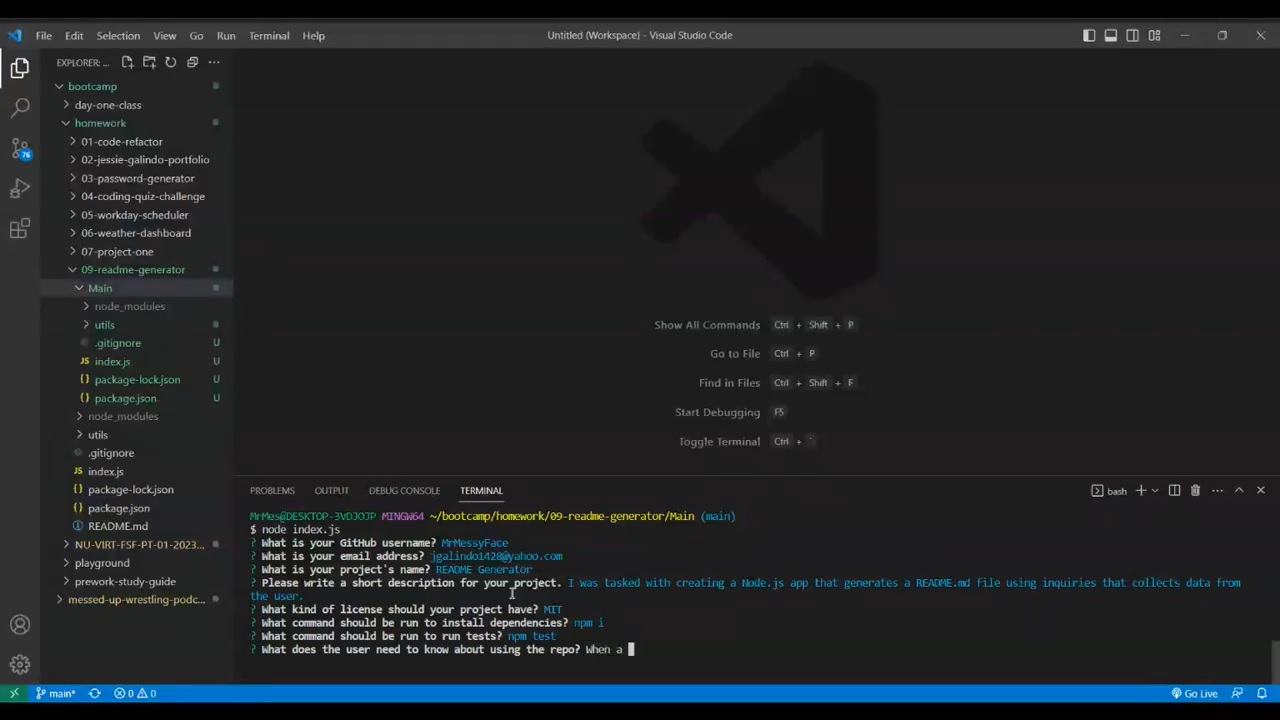 File Edit Selection View Go Run Terminal Help
Untitled (Workspace) - Visual Studio Code
EXPLORER: ...
bootcamp
day-one-class
homework
01-code-refactor
02-jessie-galindo-portfolio
03-password-generator
04-coding-quiz-challenge
05-workday-scheduler
06-weather-dashboard
07-project-one
09-readme-generator
Main
node_modules
utils
.gitignore U
JS index.js U
{} package-lock.json U
{} package.json U
node_modules
utils
.gitignore
JS index.js
{} package-lock.json
{} package.json
README.md
NU-VIRT-FSF-PT-01-2023...
playground
prework-study-guide
messed-up-wrestling-podc...
76
Show All Commands Ctrl + Shift + P
Go to File Ctrl + P
Find in Files Ctrl + Shift + F
Start Debugging F5
Toggle Terminal Ctrl + `
PROBLEMS OUTPUT DEBUG CONSOLE TERMINAL
bash
MrMes@DESKTOP-3VDJOJP MINGW64 ~/bootcamp/homework/09-readme-generator/Main (main)
$ node index.js
? What is your GitHub username? MrMessyFace
? What is your email address? jgalindo1428@yahoo.com
? What is your project's name? README Generator
? Please write a short description for your project. I was tasked with creating a Node.js app that generates a README.md file using inquiries that collects data from
the user.
? What kind of license should your project have? MIT
? What command should be run to install dependencies? npm i
? What command should be run to run tests? npm test
? What does the user need to know about using the repo? When a
main* 0 0 Go Live